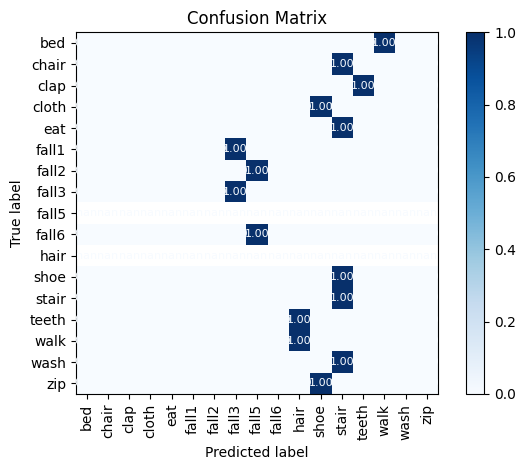 Confusion Matrix
True label
bed 1.00
chair 1.00
clap 1.00
cloth 1.00
eat 1.00
fall1 1.00
fall2 1.00
fall3 1.00
fall5
fall6 1.00
hair
shoe 1.00
stair 1.00
teeth 1.00
walk 1.00
wash 1.00
zip 1.00
bed chair clap cloth eat fall1 fall2 fall3 fall5 fall6 hair shoe stair teeth walk wash zip
Predicted label
1.0
0.8
0.6
0.4
0.2
0.0